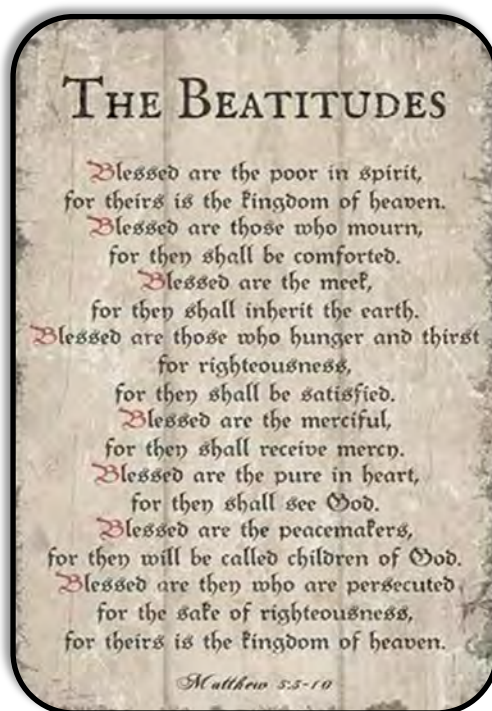 THE BEATITUDES
Blessed are the poor in spirit,
for theirs is the kingdom of heaven.
Blessed are those who mourn,
for they shall be comforted.
Blessed are the meek,
for they shall inherit the earth.
Blessed are those who hunger and thirst
for righteousness,
for they shall be satisfied.
Blessed are the merciful,
for they shall receive mercy.
Blessed are the pure in heart,
for they shall see God.
Blessed are the peacemakers,
for they will be called children of God.
Blessed are they who are persecuted
for the sake of righteousness,
for theirs is the kingdom of heaven.
Matthew 5:3-10